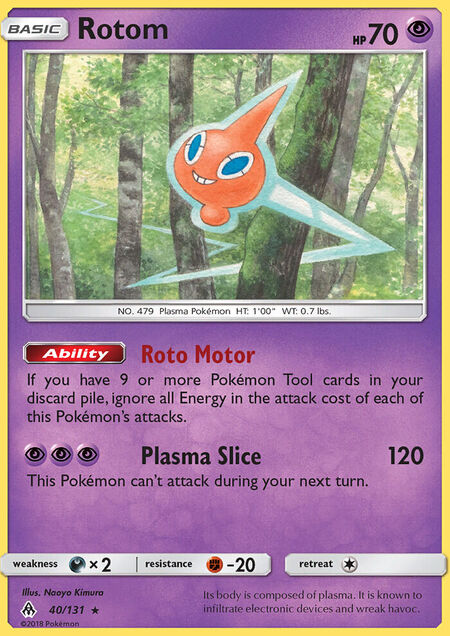 BASIC Rotom HP 70
NO. 479 Plasma Pokémon HT: 1'00" WT: 0.7 lbs.
Ability Roto Motor
If you have 9 or more Pokémon Tool cards in your
discard pile, ignore all Energy in the attack cost of each of
this Pokémon's attacks.
Plasma Slice 120
This Pokémon can't attack during your next turn.
weakness ×2 resistance -20 retreat
Illus. Naoyo Kimura
40/131 ★
©2018 Pokémon
Its body is composed of plasma. It is known to
infiltrate electronic devices and wreak havoc.